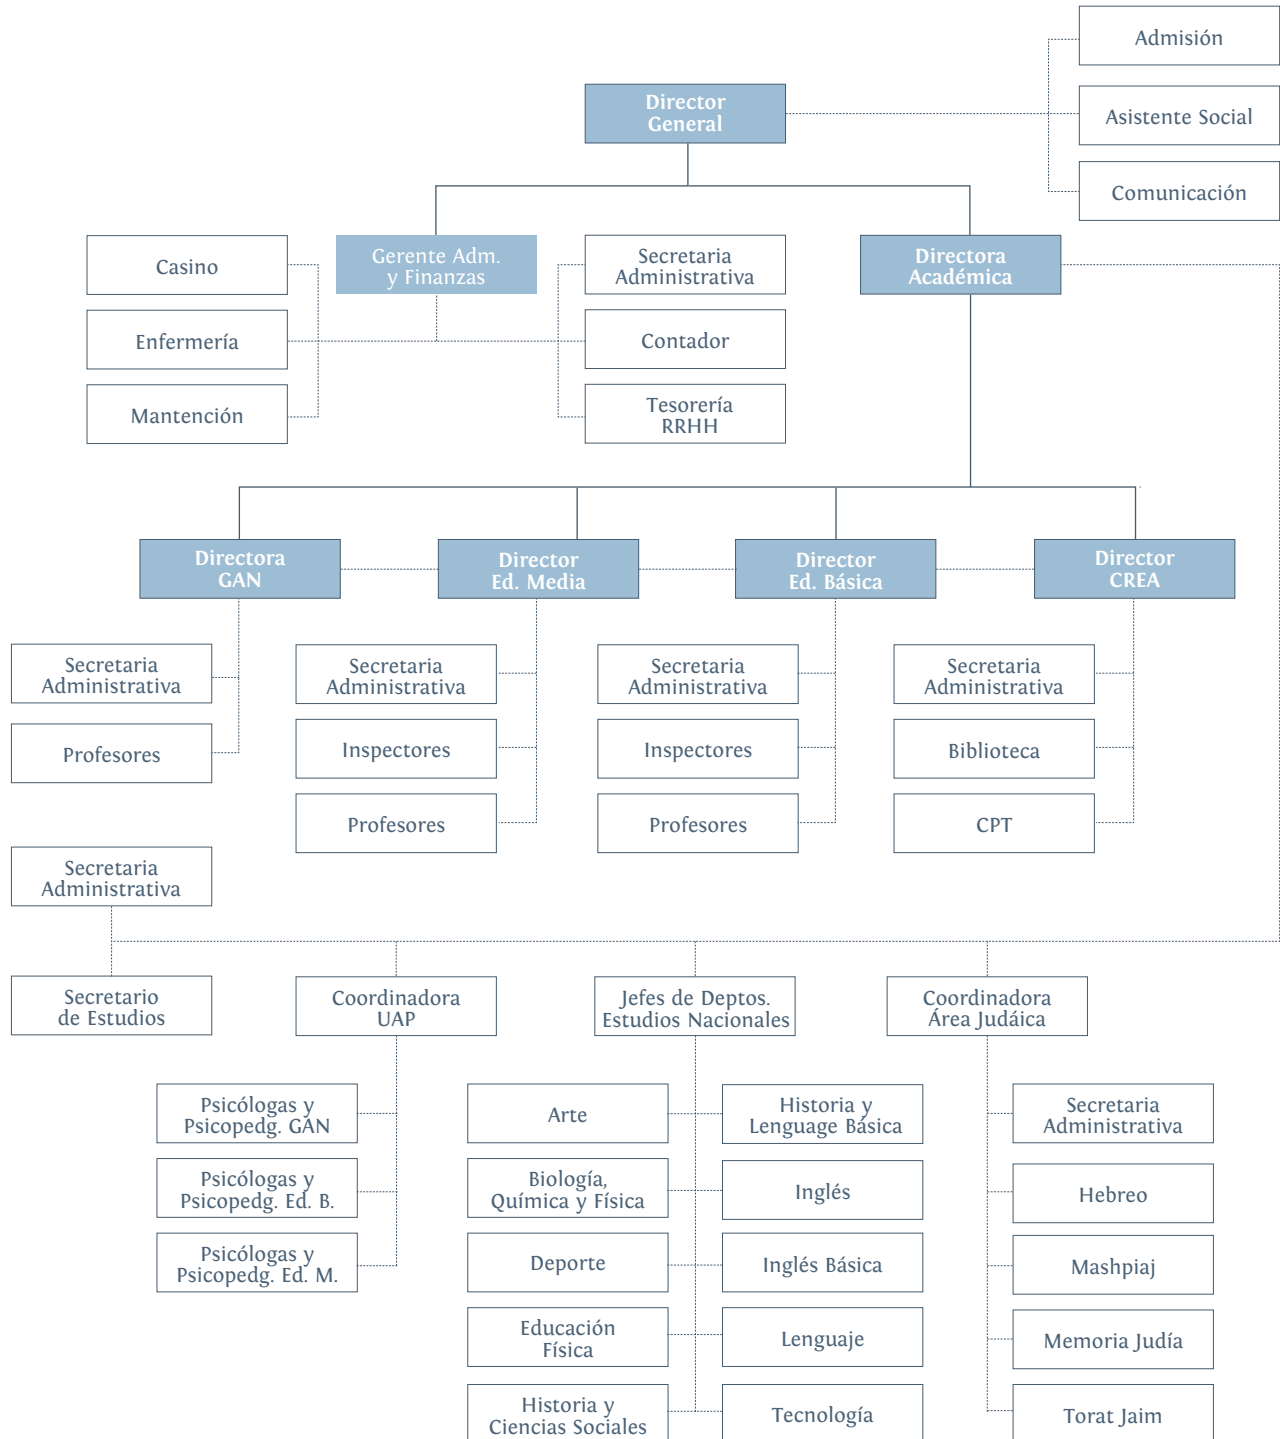 Admisión
Director
General
Asistente Social
Comunicación
Casino
Gerente Adm.
y Finanzas
Secretaria
Administrativa
Directora
Académica
Enfermería
Contador
Mantención
Tesorería
RRHH
Directora
GAN
Director
Ed. Media
Director
Ed. Básica
Director
CREA
Secretaria
Administrativa
Secretaria
Administrativa
Secretaria
Administrativa
Secretaria
Administrativa
Profesores
Inspectores
Inspectores
Biblioteca
Profesores
Profesores
CPT
Secretaria
Administrativa
Secretario
de Estudios
Coordinadora
UAP
Jefes de Deptos.
Estudios Nacionales
Coordinadora
Área Judáica
Psicólogas y
Psicopedg. GAN
Arte
Historia y
Lenguage Básica
Secretaria
Administrativa
Psicólogas y
Psicopedg. Ed. B.
Biología,
Química y Física
Inglés
Hebreo
Psicólogas y
Psicopedg. Ed. M.
Deporte
Inglés Básica
Mashpiaj
Educación
Física
Lenguaje
Memoria Judía
Historia y
Ciencias Sociales
Tecnología
Torat Jaim